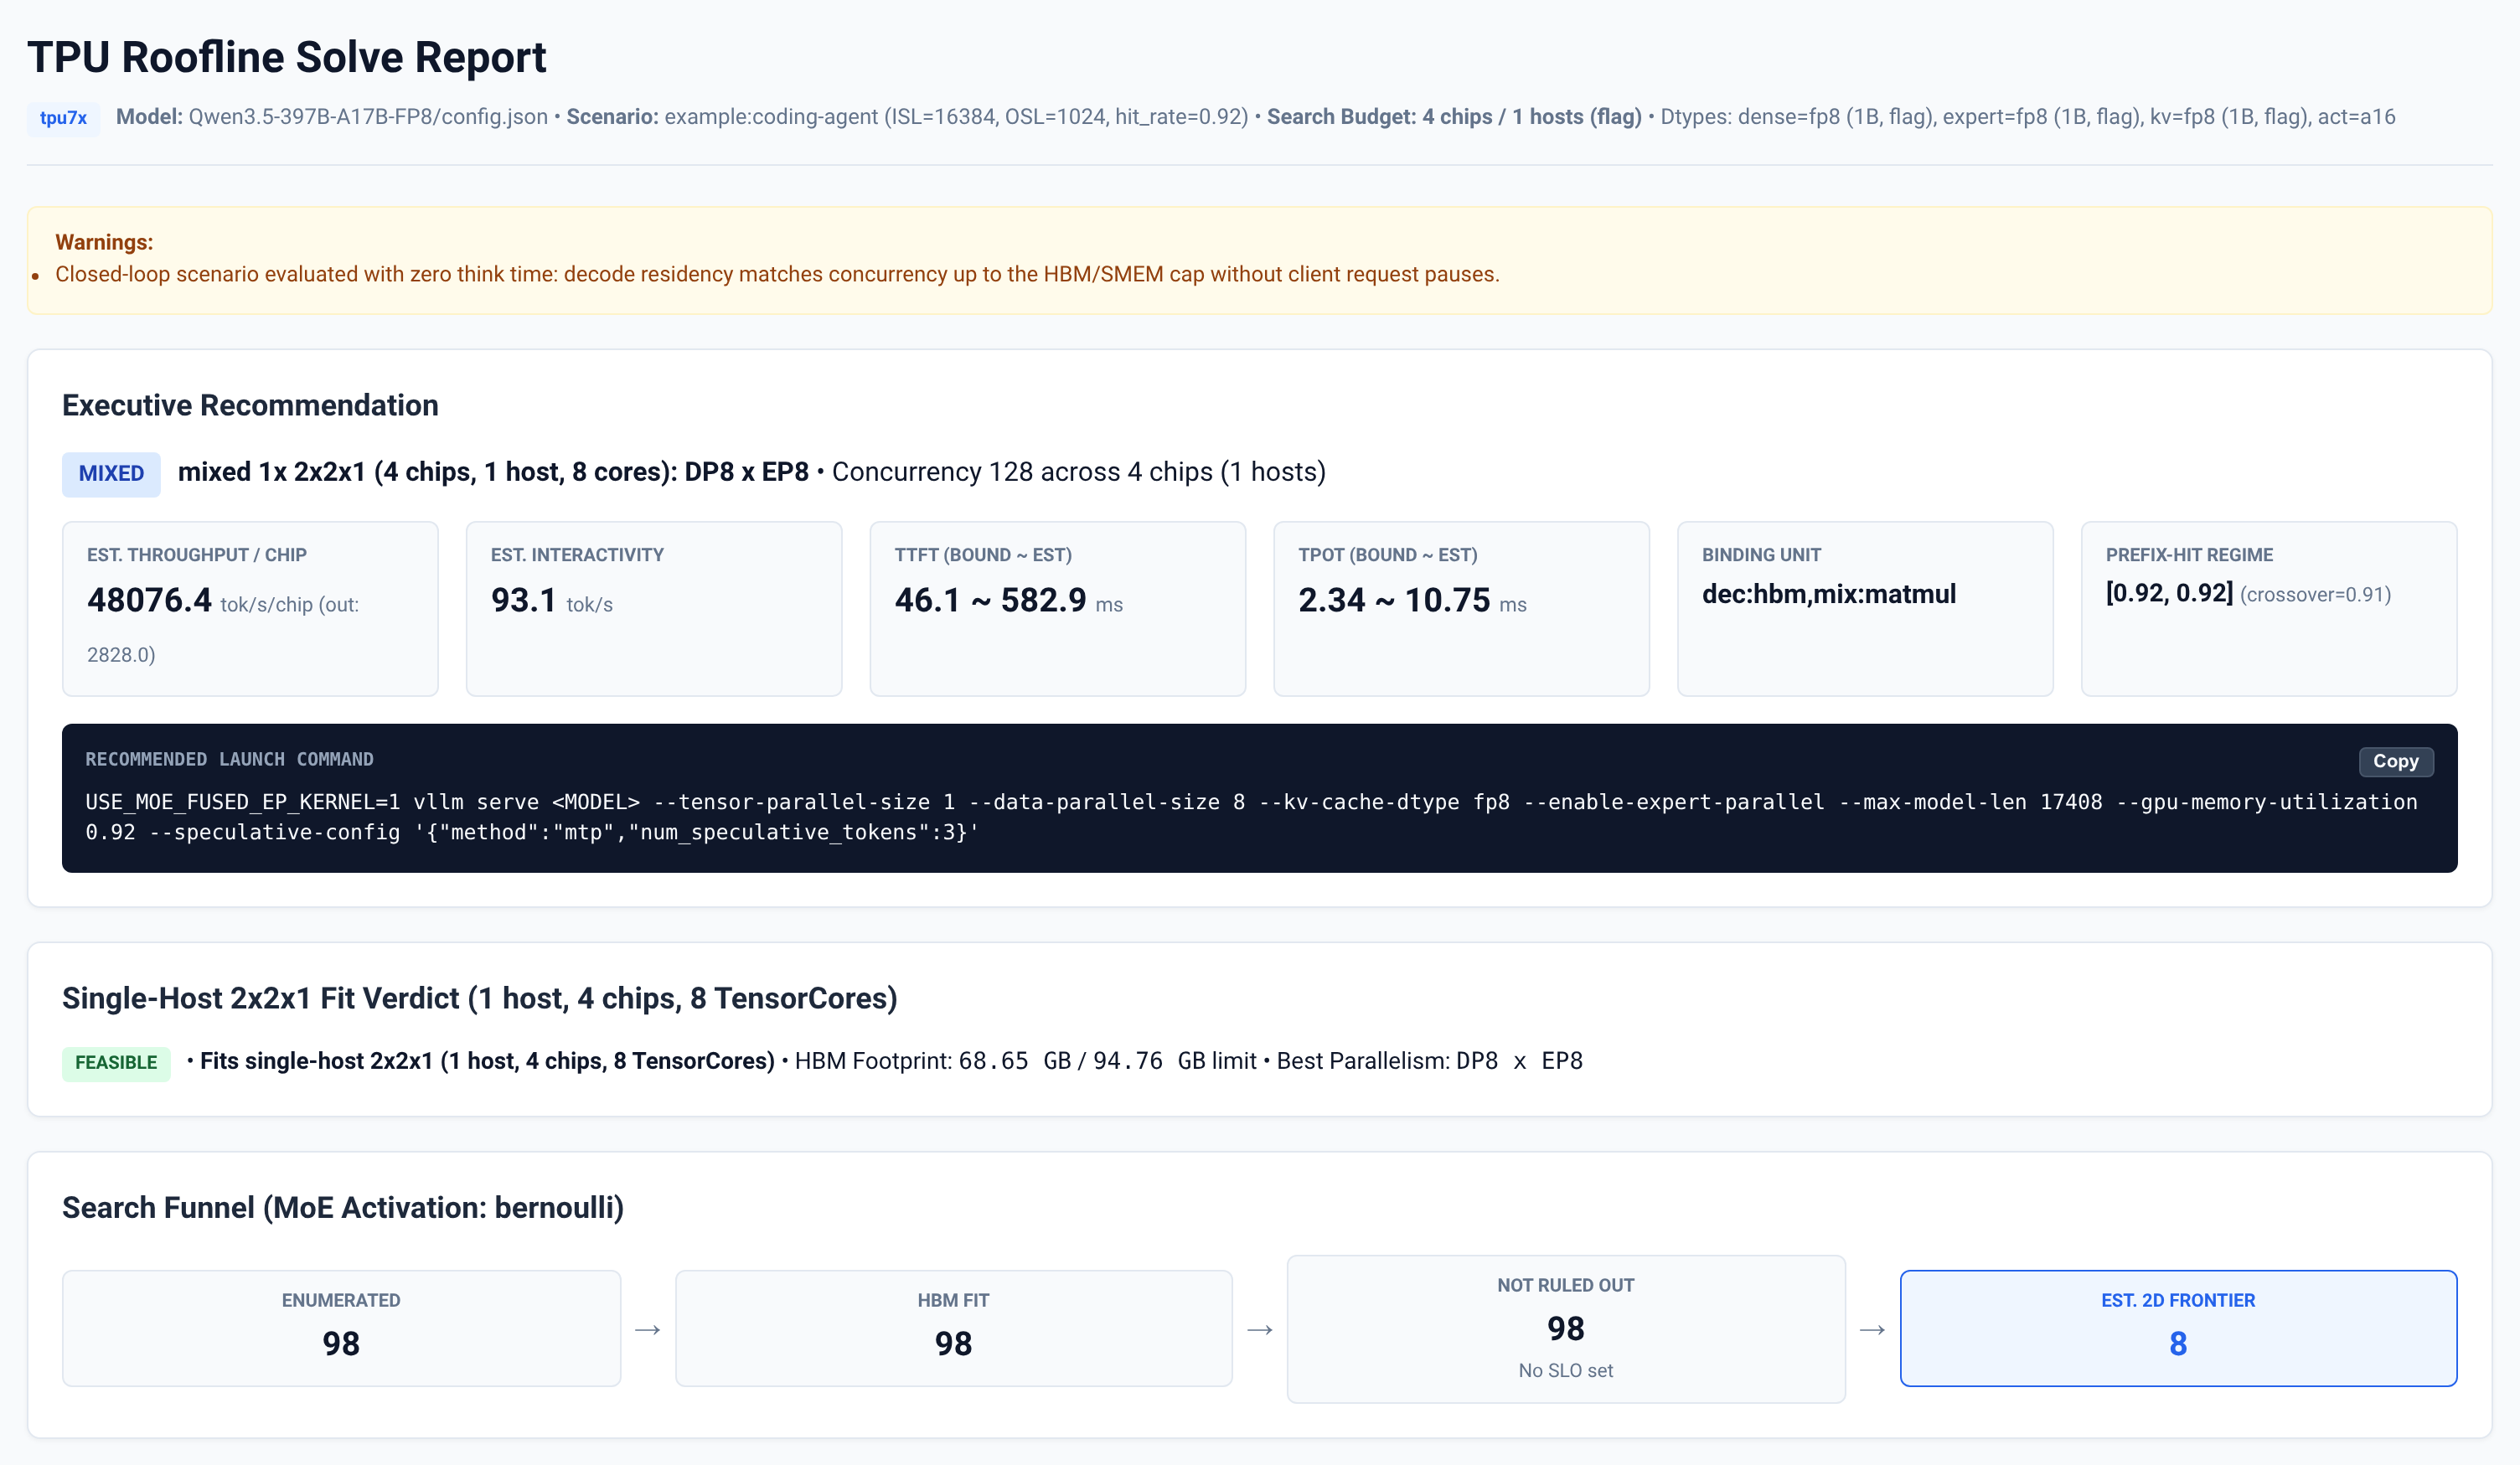 TPU Roofline Solve Report
tpu7x Model: Qwen3.5-397B-A17B-FP8/config.json • Scenario: example:coding-agent (ISL=16384, OSL=1024, hit_rate=0.92) • Search Budget: 4 chips / 1 hosts (flag) • Dtypes: dense=fp8 (1B, flag), expert=fp8 (1B, flag), kv=fp8 (1B, flag), act=a16
Warnings:
• Closed-loop scenario evaluated with zero think time: decode residency matches concurrency up to the HBM/SMEM cap without client request pauses.
Executive Recommendation
MIXED mixed 1x 2x2x1 (4 chips, 1 host, 8 cores): DP8 x EP8 • Concurrency 128 across 4 chips (1 hosts)
EST. THROUGHPUT / CHIP
48076.4 tok/s/chip (out:
2828.0)
EST. INTERACTIVITY
93.1 tok/s
TTFT (BOUND ~ EST)
46.1 ~ 582.9 ms
TPOT (BOUND ~ EST)
2.34 ~ 10.75 ms
BINDING UNIT
dec:hbm,mix:matmul
PREFIX-HIT REGIME
[0.92, 0.92] (crossover=0.91)
RECOMMENDED LAUNCH COMMAND
Copy
USE_MOE_FUSED_EP_KERNEL=1 vllm serve <MODEL> --tensor-parallel-size 1 --data-parallel-size 8 --kv-cache-dtype fp8 --enable-expert-parallel --max-model-len 17408 --gpu-memory-utilization
0.92 --speculative-config '{"method":"mtp","num_speculative_tokens":3}'
Single-Host 2x2x1 Fit Verdict (1 host, 4 chips, 8 TensorCores)
FEASIBLE • Fits single-host 2x2x1 (1 host, 4 chips, 8 TensorCores) • HBM Footprint: 68.65 GB / 94.76 GB limit • Best Parallelism: DP8 x EP8
Search Funnel (MoE Activation: bernoulli)
ENUMERATED
98
→
HBM FIT
98
→
NOT RULED OUT
98
No SLO set
→
EST. 2D FRONTIER
8